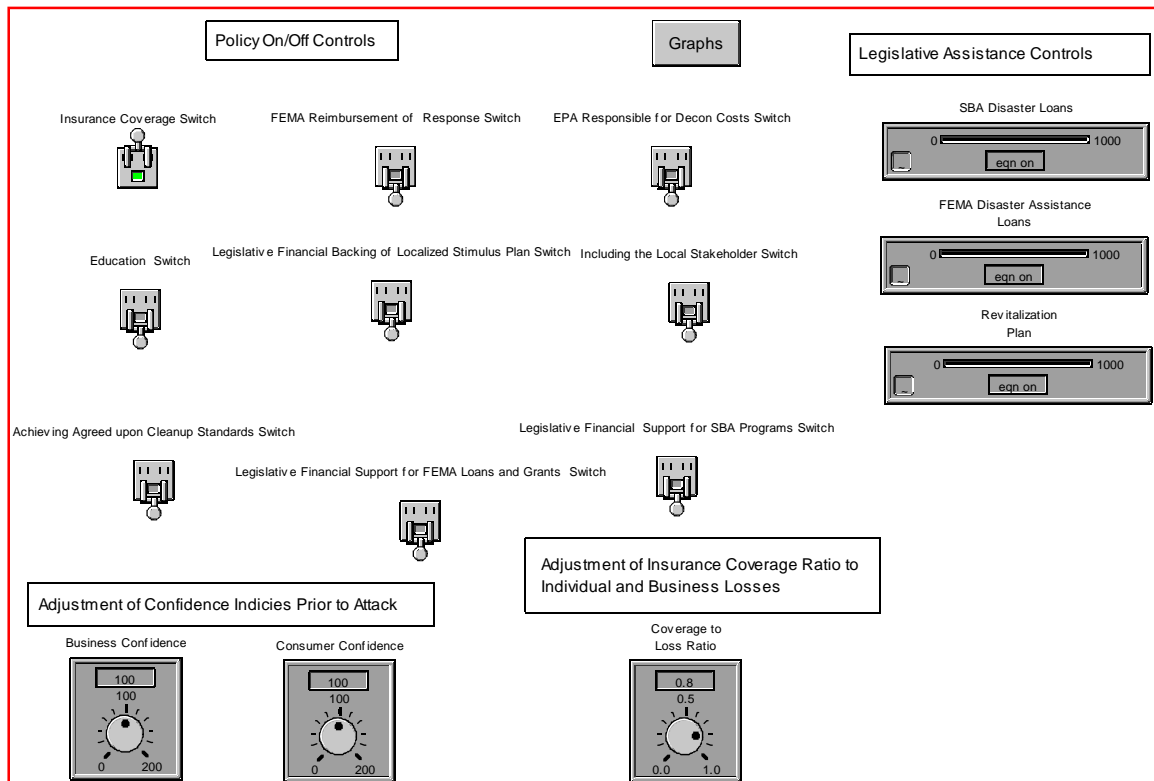 Policy On/Off Controls
Graphs
Legislative Assistance Controls
Insurance Coverage Switch
FEMA Reimbursement of Response Switch
EPA Responsible for Decon Costs Switch
SBA Disaster Loans
0
1000
eqn on
~
Education Switch
Legislative Financial Backing of Localized Stimulus Plan Switch
Including the Local Stakeholder Switch
FEMA Disaster Assistance
Loans
0
1000
eqn on
~
Revitalization
Plan
0
1000
eqn on
~
Achieving Agreed upon Cleanup Standards Switch
Legislative Financial Support for FEMA Loans and Grants Switch
Legislative Financial Support for SBA Programs Switch
Adjustment of Confidence Indicies Prior to Attack
Adjustment of Insurance Coverage Ratio to
Individual and Business Losses
Business Confidence
100
100
0
200
Consumer Confidence
100
100
0
200
Coverage to
Loss Ratio
0.8
0.5
0.0
1.0